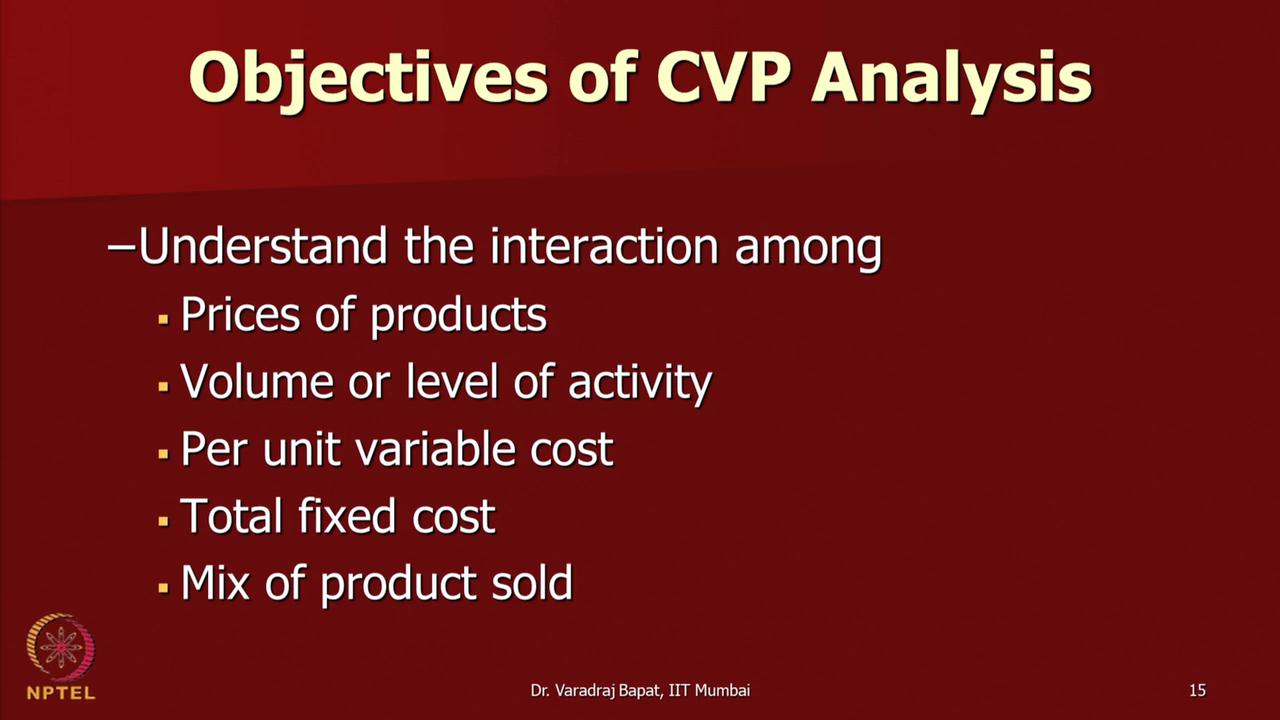 Objectives of CVP Analysis
–Understand the interaction among
▪ Prices of products
▪ Volume or level of activity
▪ Per unit variable cost
▪ Total fixed cost
▪ Mix of product sold
NPTEL
Dr. Varadraj Bapat, IIT Mumbai
15